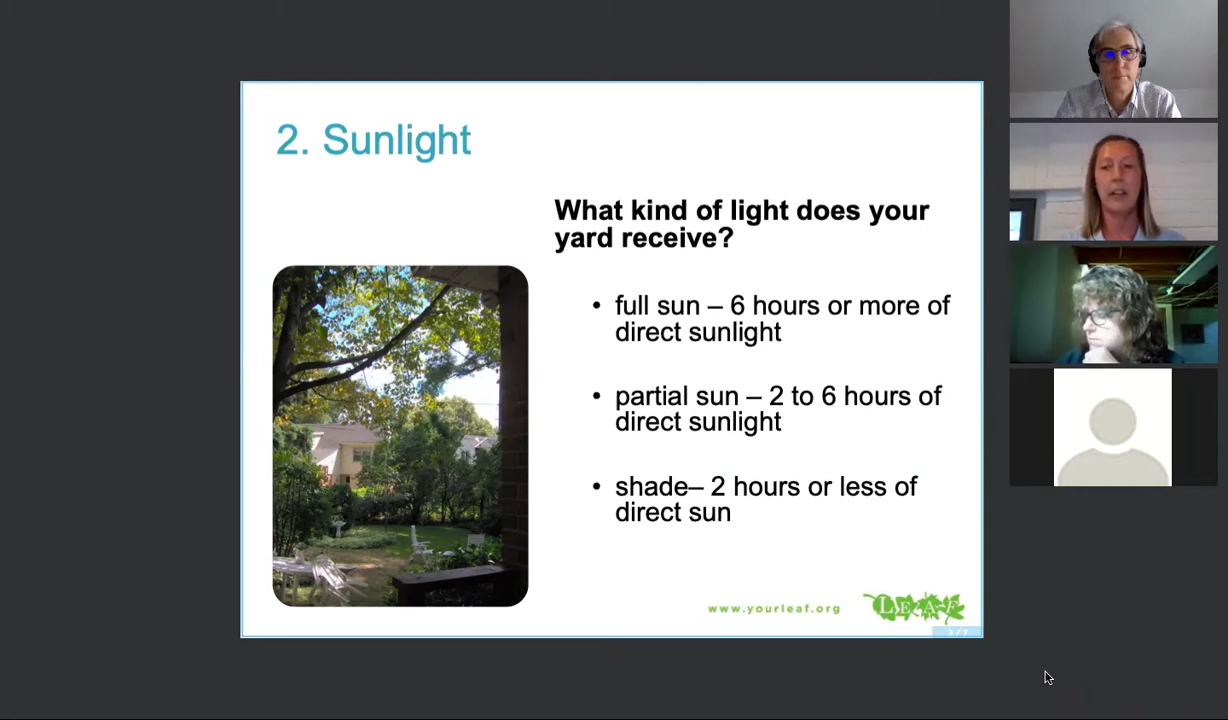 2. Sunlight
What kind of light does your
yard receive?
• full sun – 6 hours or more of
direct sunlight
• partial sun – 2 to 6 hours of
direct sunlight
• shade– 2 hours or less of
direct sun
www.yourleaf.org
LEAF